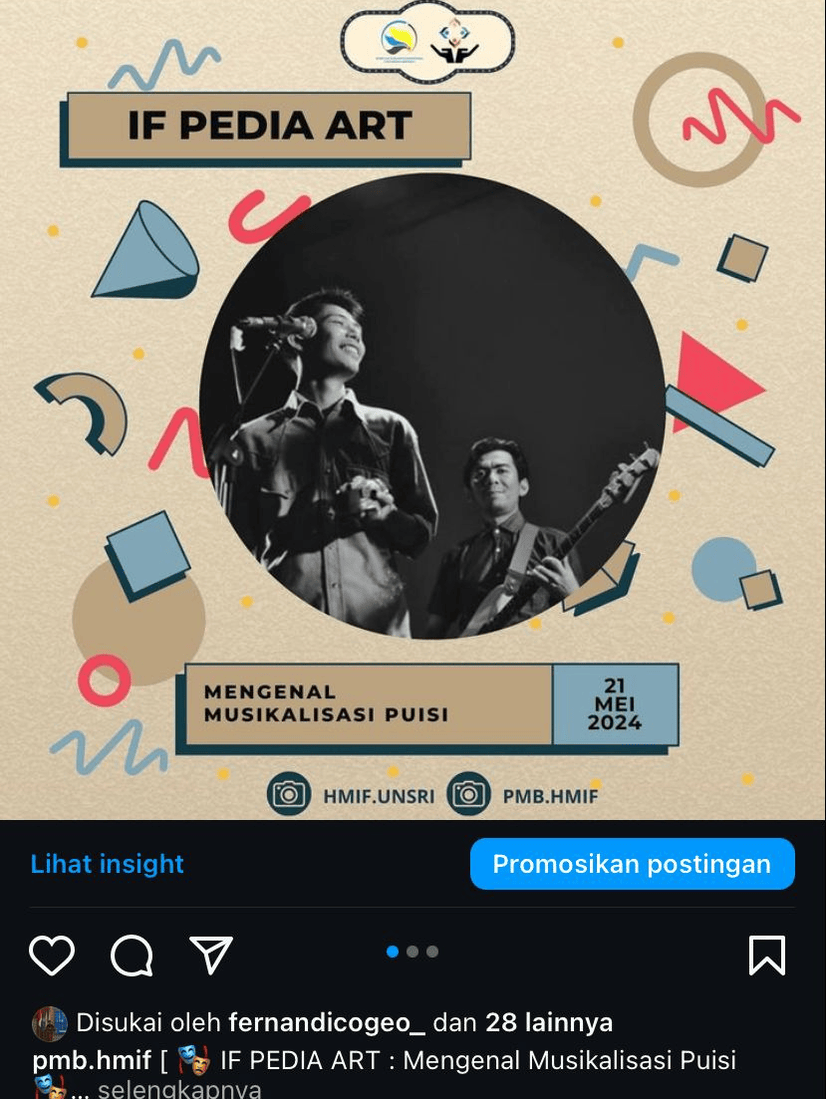 IF PEDIA ART
MENGENAL
MUSIKALISASI PUISI
21
MEI
2024
HMIF.UNSRI PMB.HMIF
Lihat insight
Promosikan postingan
Disukai oleh fernandicogeo_ dan 28 lainnya
pmb.hmif [ 🎭 IF PEDIA ART : Mengenal Musikalisasi Puisi
🎭... selengkapnya